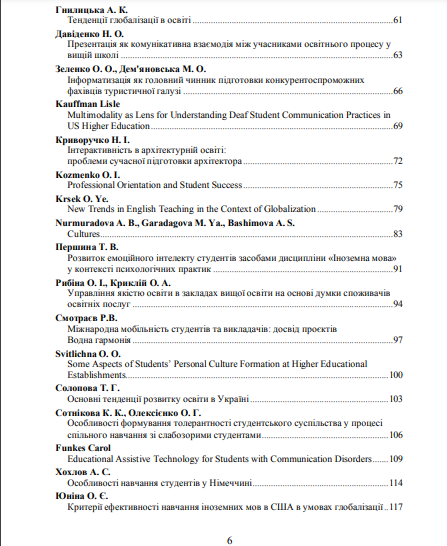 Гнилицька А. К.
Тенденції глобалізації в освіті ........ 61
Давіденко Н. О.
Презентація як комунікативна взаємодія між учасниками освітнього процесу у
вищій школі ........ 63
Зеленко О. О., Дем'яновська М. О.
Інформатизація як головний чинник підготовки конкурентоспроможних
фахівців туристичної галузі ........ 66
Kauffman Lisle
Multimodality as Lens for Understanding Deaf Student Communication Practices in
US Higher Education ........ 69
Криворучко Н. І.
Інтерактивність в архітектурній освіті:
проблеми сучасної підготовки архітектора ........ 72
Kozmenko O. I.
Professional Orientation and Student Success ........ 75
Krsek O. Ye.
New Trends in English Teaching in the Context of Globalization ........ 79
Nurmuradova A. B., Garadagova M. Ya., Bashimova A. S.
Cultures ........ 83
Першина Т. В.
Розвиток емоційного інтелекту студентів засобами дисципліни «Іноземна мова»
у контексті психологічних практик ........ 91
Рибіна О. І., Криклій О. А.
Управління якістю освіти в закладах вищої освіти на основі думки споживачів
освітніх послуг ........ 94
Смотраєв Р.В.
Міжнародна мобільність студентів та викладачів: досвід проєктів
Водна гармонія ........ 97
Svitlichna O. O.
Some Aspects of Students' Personal Culture Formation at Higher Educational
Establishments ........ 100
Солопова Т. Г.
Основні тенденції розвитку освіти в Україні ........ 103
Сотнікова К. К., Олексієнко О. Г.
Особливості формування толерантності студентського суспільства у процесі
спільного навчання зі слабозорими студентами ........ 106
Funkes Carol
Educational Assistive Technology for Students with Communication Disorders ........ 109
Хохлов А. С.
Особливості навчання студентів у Німеччині ........ 114
Юніна О. Є.
Критерії ефективності навчання іноземних мов в США в умовах глобалізації .. 117
6